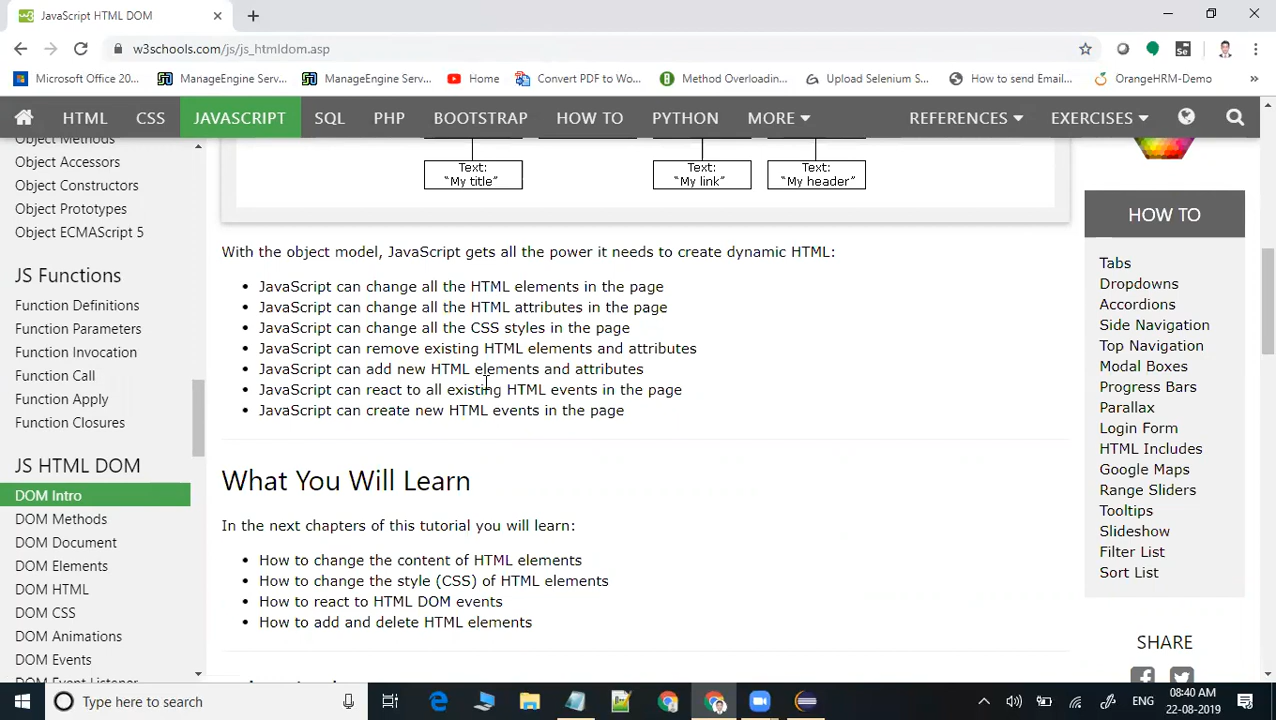 JavaScript HTML DOM
w3schools.com/js/js_htmldom.asp
Microsoft Office 20...
ManageEngine Serv...
ManageEngine Serv...
Home
Convert PDF to Wo...
Method Overloadin...
Upload Selenium S...
How to send Email...
OrangeHRM-Demo
HTML
CSS
JAVASCRIPT
SQL
PHP
BOOTSTRAP
HOW TO
PYTHON
MORE
REFERENCES
EXERCISES
Object Methods
Object Accessors
Object Constructors
Object Prototypes
Object ECMAScript 5
JS Functions
Function Definitions
Function Parameters
Function Invocation
Function Call
Function Apply
Function Closures
JS HTML DOM
DOM Intro
DOM Methods
DOM Document
DOM Elements
DOM HTML
DOM CSS
DOM Animations
DOM Events
DOM Event Listener
Text:
"My title"
Text:
"My link"
Text:
"My header"
With the object model, JavaScript gets all the power it needs to create dynamic HTML:
• JavaScript can change all the HTML elements in the page
• JavaScript can change all the HTML attributes in the page
• JavaScript can change all the CSS styles in the page
• JavaScript can remove existing HTML elements and attributes
• JavaScript can add new HTML elements and attributes
• JavaScript can react to all existing HTML events in the page
• JavaScript can create new HTML events in the page
What You Will Learn
In the next chapters of this tutorial you will learn:
• How to change the content of HTML elements
• How to change the style (CSS) of HTML elements
• How to react to HTML DOM events
• How to add and delete HTML elements
HOW TO
Tabs
Dropdowns
Accordions
Side Navigation
Top Navigation
Modal Boxes
Progress Bars
Parallax
Login Form
HTML Includes
Google Maps
Range Sliders
Tooltips
Slideshow
Filter List
Sort List
SHARE
Type here to search
ENG
08:40 AM
22-08-2019